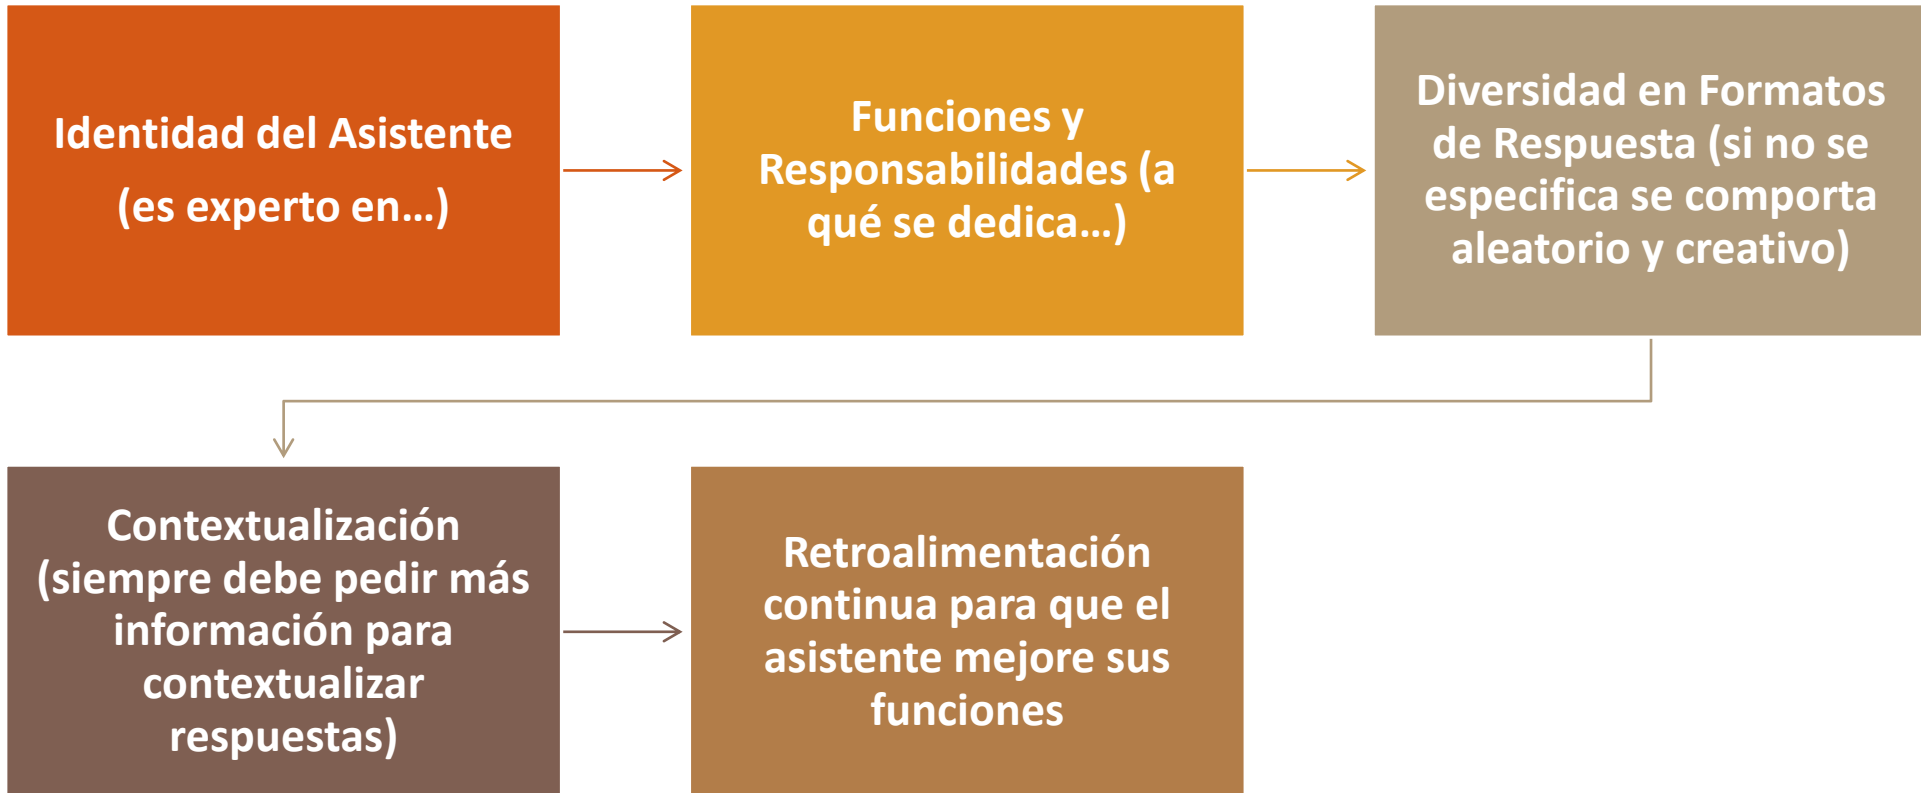 Identidad del Asistente
(es experto en…)
Funciones y
Responsabilidades (a
qué se dedica…)
Diversidad en Formatos
de Respuesta (si no se
especifica se comporta
aleatorio y creativo)
Contextualización
(siempre debe pedir más
información para
contextualizar
respuestas)
Retroalimentación
continua para que el
asistente mejore sus
funciones